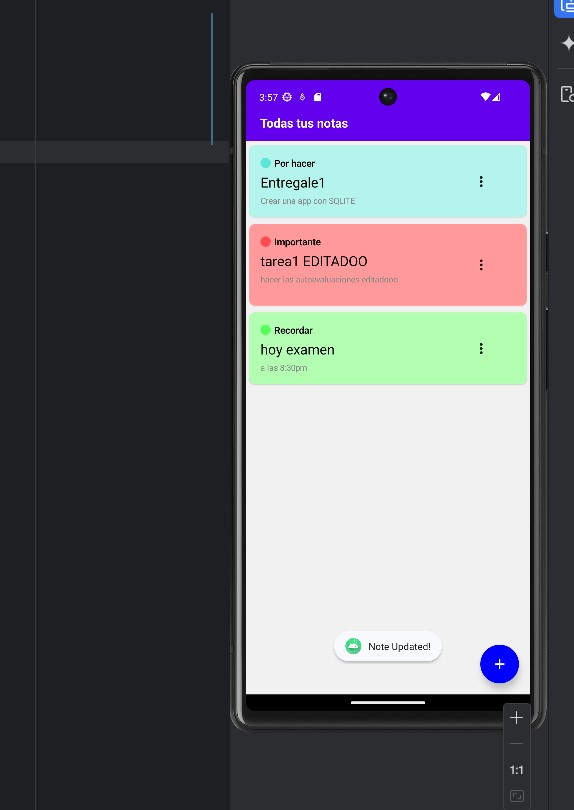 3:57
Todas tus notas
Por hacer
Entregale1
Crear una app con SQLITE
Importante
tarea1 EDITADOO
hacer las autoevaluaciones editadooo
Recordar
hoy examen
a las 8:30pm
Note Updated!
1:1